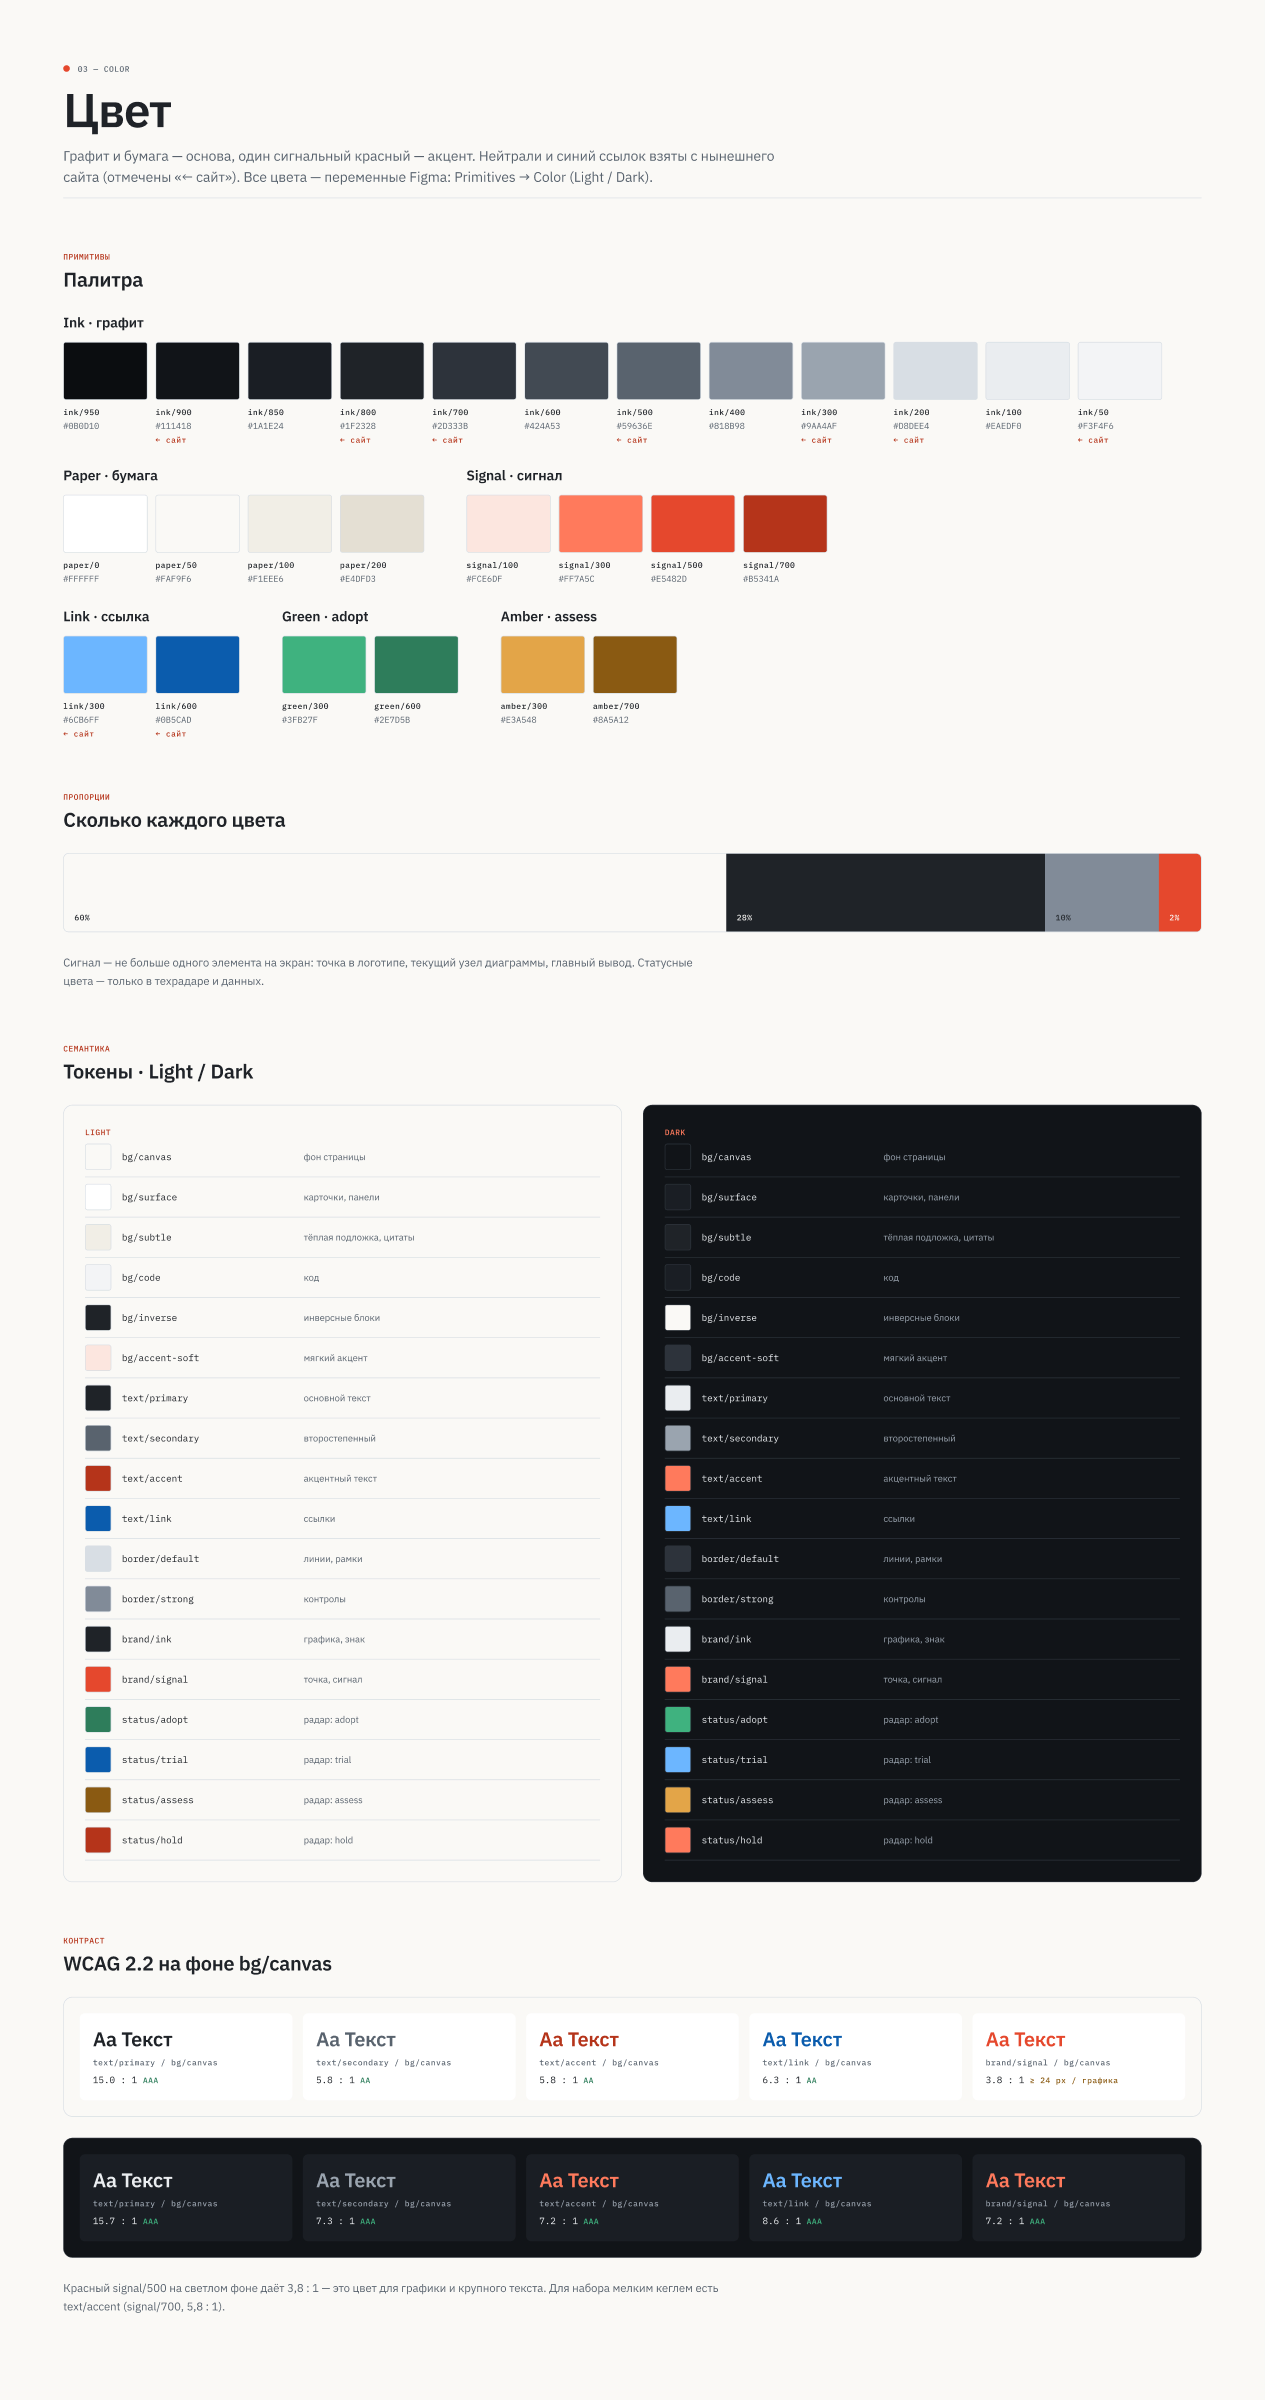 03 — COLOR
Цвет
Графит и бумага — основа, один сигнальный красный — акцент. Нейтрали и синий ссылок взяты с нынешнего
сайта (отмечены «← сайт»). Все цвета — переменные Figma: Primitives → Color (Light / Dark).
ПРИМИТИВЫ
Палитра
Ink · графит
ink/950 ink/900 ink/850 ink/800 ink/700 ink/600 ink/500 ink/400 ink/300 ink/200 ink/100 ink/50
#0B0D10 #111418 #1A1E24 #1F2328 #2D333B #424A53 #59636E #818B98 #9AA4AF #D8DEE4 #EAEDF0 #F3F4F6
← сайт ← сайт ← сайт ← сайт ← сайт ← сайт ← сайт
Paper · бумага Signal · сигнал
paper/0 paper/50 paper/100 paper/200 signal/100 signal/300 signal/500 signal/700
#FFFFFF #FAF9F6 #F1EEE6 #E4DFD3 #FCE6DF #FF7A5C #E5482D #B5341A
Link · ссылка Green · adopt Amber · assess
link/300 link/600 green/300 green/600 amber/300 amber/700
#6CB6FF #0B5CAD #3FB27F #2E7D5B #E3A548 #8A5A12
← сайт ← сайт
ПРОПОРЦИИ
Сколько каждого цвета
60% 28% 10% 2%
Сигнал — не больше одного элемента на экран: точка в логотипе, текущий узел диаграммы, главный вывод. Статусные
цвета — только в техрадаре и данных.
СЕМАНТИКА
Токены · Light / Dark
LIGHT
bg/canvas фон страницы
bg/surface карточки, панели
bg/subtle тёплая подложка, цитаты
bg/code код
bg/inverse инверсные блоки
bg/accent-soft мягкий акцент
text/primary основной текст
text/secondary второстепенный
text/accent акцентный текст
text/link ссылки
border/default линии, рамки
border/strong контролы
brand/ink графика, знак
brand/signal точка, сигнал
status/adopt радар: adopt
status/trial радар: trial
status/assess радар: assess
status/hold радар: hold
DARK
bg/canvas фон страницы
bg/surface карточки, панели
bg/subtle тёплая подложка, цитаты
bg/code код
bg/inverse инверсные блоки
bg/accent-soft мягкий акцент
text/primary основной текст
text/secondary второстепенный
text/accent акцентный текст
text/link ссылки
border/default линии, рамки
border/strong контролы
brand/ink графика, знак
brand/signal точка, сигнал
status/adopt радар: adopt
status/trial радар: trial
status/assess радар: assess
status/hold радар: hold
КОНТРАСТ
WCAG 2.2 на фоне bg/canvas
Aa Текст Aa Текст Aa Текст Aa Текст Aa Текст
text/primary / bg/canvas text/secondary / bg/canvas text/accent / bg/canvas text/link / bg/canvas brand/signal / bg/canvas
15.0 : 1 AAA 5.8 : 1 AA 5.8 : 1 AA 6.3 : 1 AA 3.8 : 1 ≥ 24 px / графика
Aa Текст Aa Текст Aa Текст Aa Текст Aa Текст
text/primary / bg/canvas text/secondary / bg/canvas text/accent / bg/canvas text/link / bg/canvas brand/signal / bg/canvas
15.7 : 1 AAA 7.3 : 1 AAA 7.2 : 1 AAA 8.6 : 1 AAA 7.2 : 1 AAA
Красный signal/500 на светлом фоне даёт 3,8 : 1 — это цвет для графики и крупного текста. Для набора мелким кеглем есть
text/accent (signal/700, 5,8 : 1).